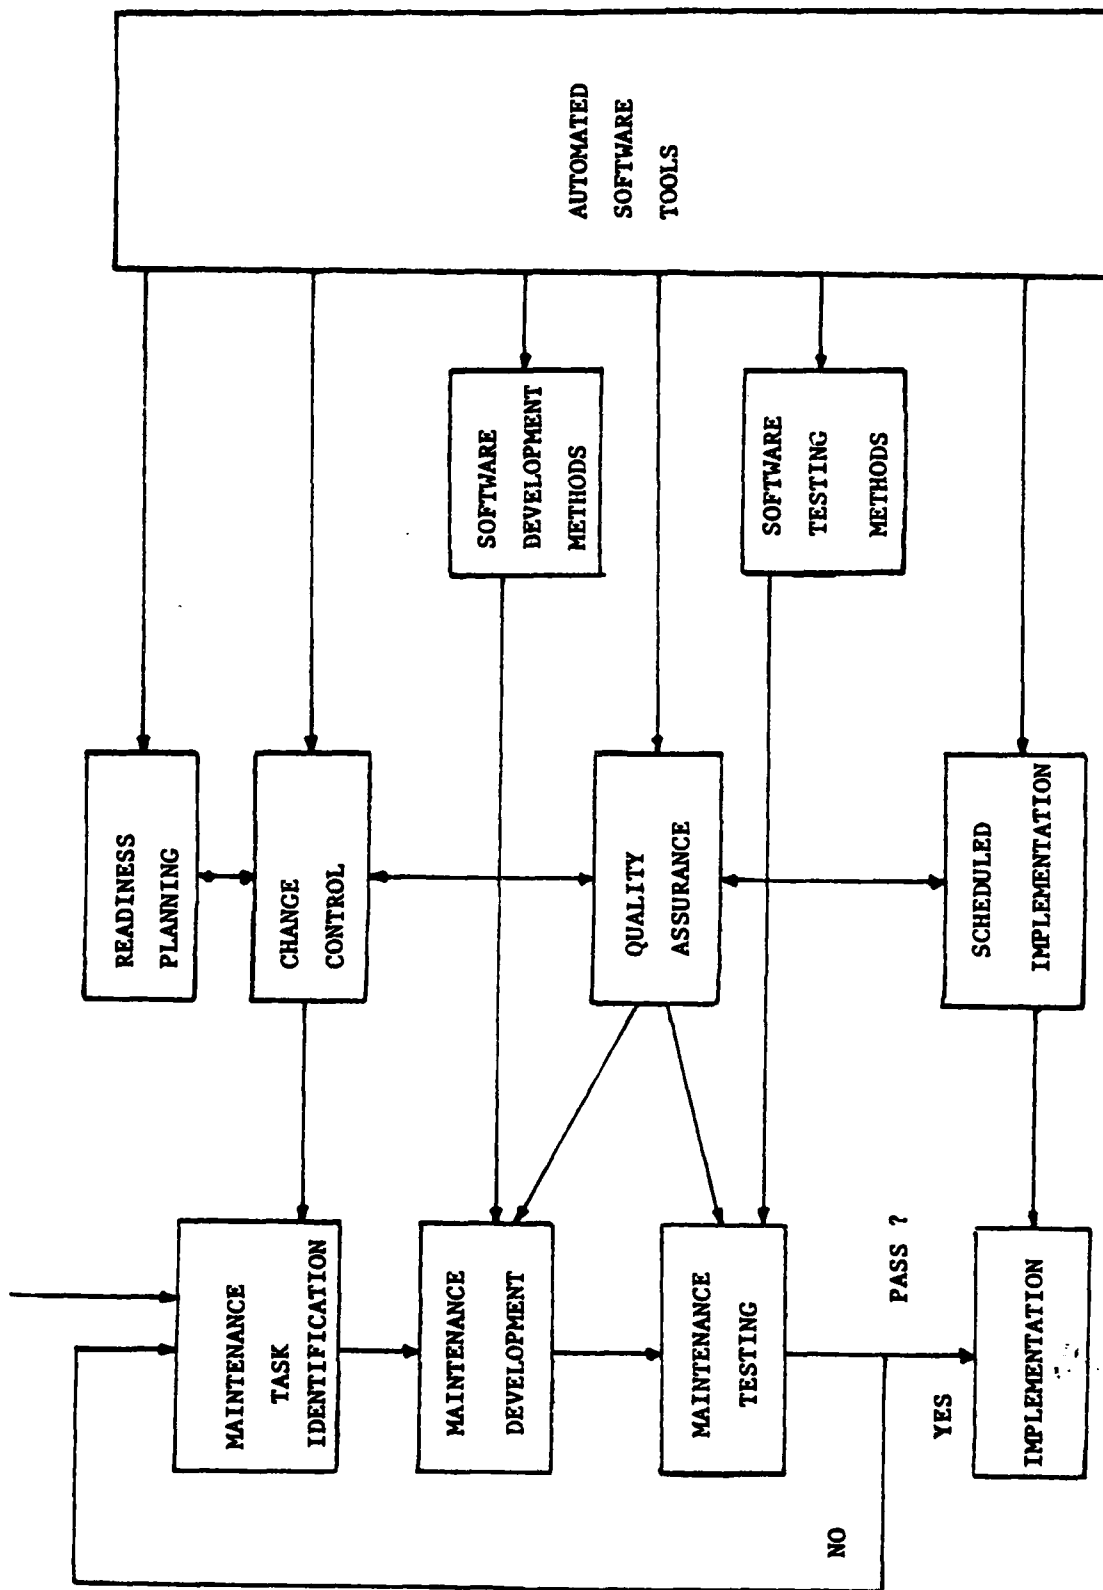 AUTOMATED
SOFTWARE
TOOLS
SOFTWARE
DEVELOPMENT
METHODS
SOFTWARE
TESTING
METHODS
READINESS
PLANNING
CHANGE
CONTROL
QUALITY
ASSURANCE
SCHEDULED
IMPLEMENTATION
MAINTENANCE
TASK
IDENTIFICATION
MAINTENANCE
DEVELOPMENT
MAINTENANCE
TESTING
PASS ?
NO
YES
IMPLEMENTATION